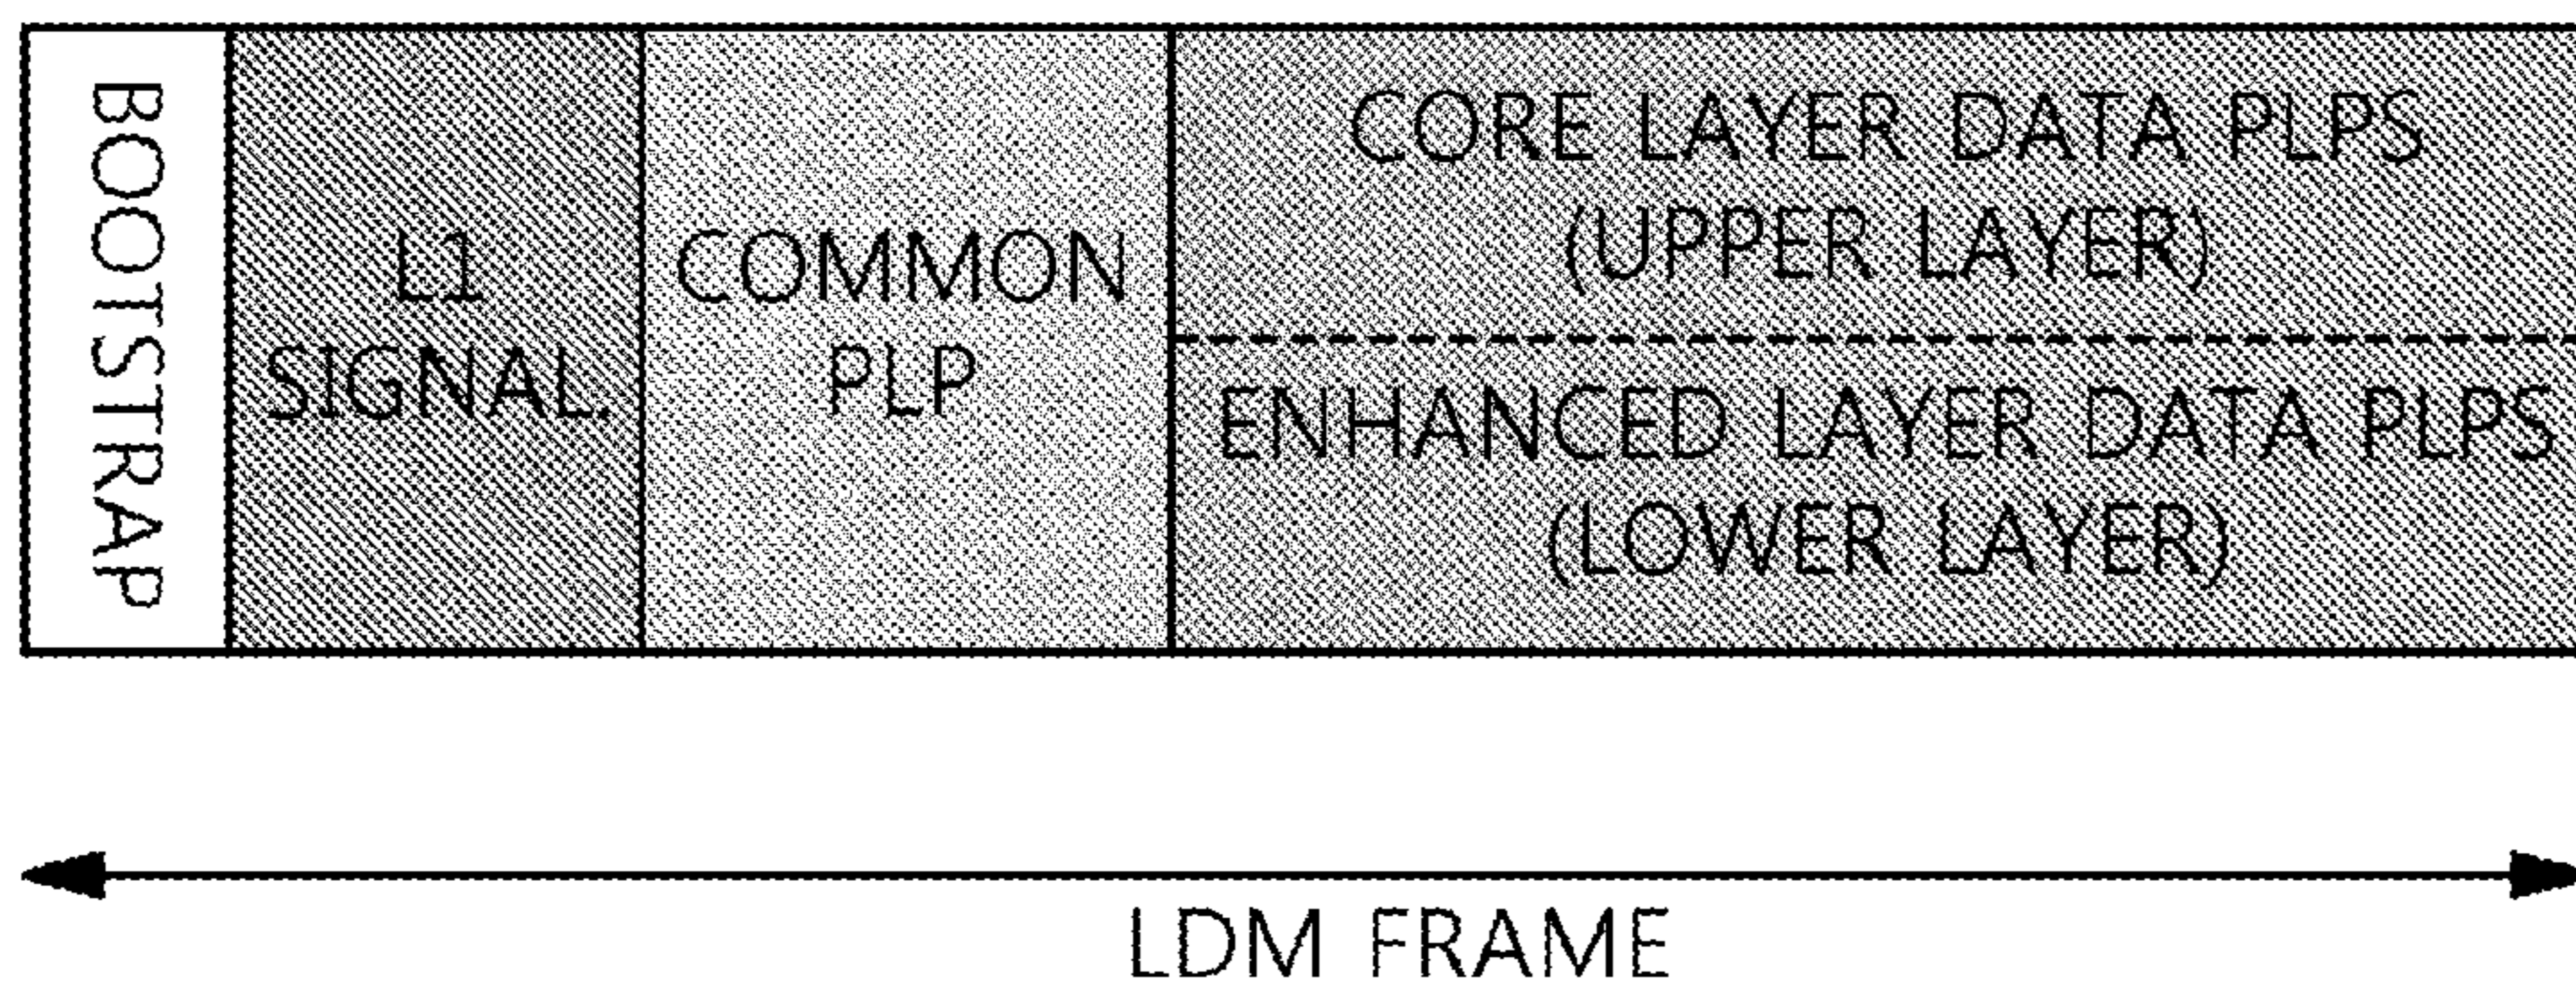 BOOTSTRAP
L1
SIGNAL.
COMMON
PLP
CORE LAYER DATA PLPS
(UPPER LAYER)
ENHANCED LAYER DATA PLPS
(LOWER LAYER)
LDM FRAME